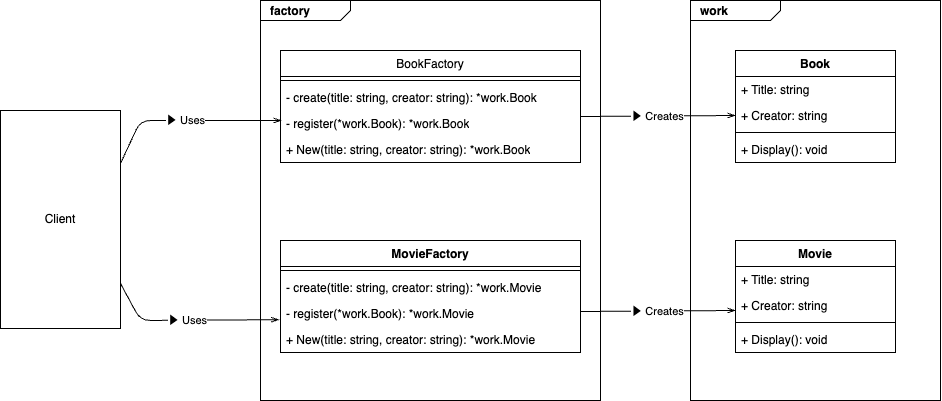 factory
work
BookFactory
- create(title: string, creator: string): *work.Book
- register(*work.Book): *work.Book
+ New(title: string, creator: string): *work.Book
Book
+ Title: string
+ Creator: string
+ Display(): void
Uses
Creates
Client
MovieFactory
- create(title: string, creator: string): *work.Movie
- register(*work.Book): *work.Movie
+ New(title: string, creator: string): *work.Movie
Movie
+ Title: string
+ Creator: string
+ Display(): void
Uses
Creates